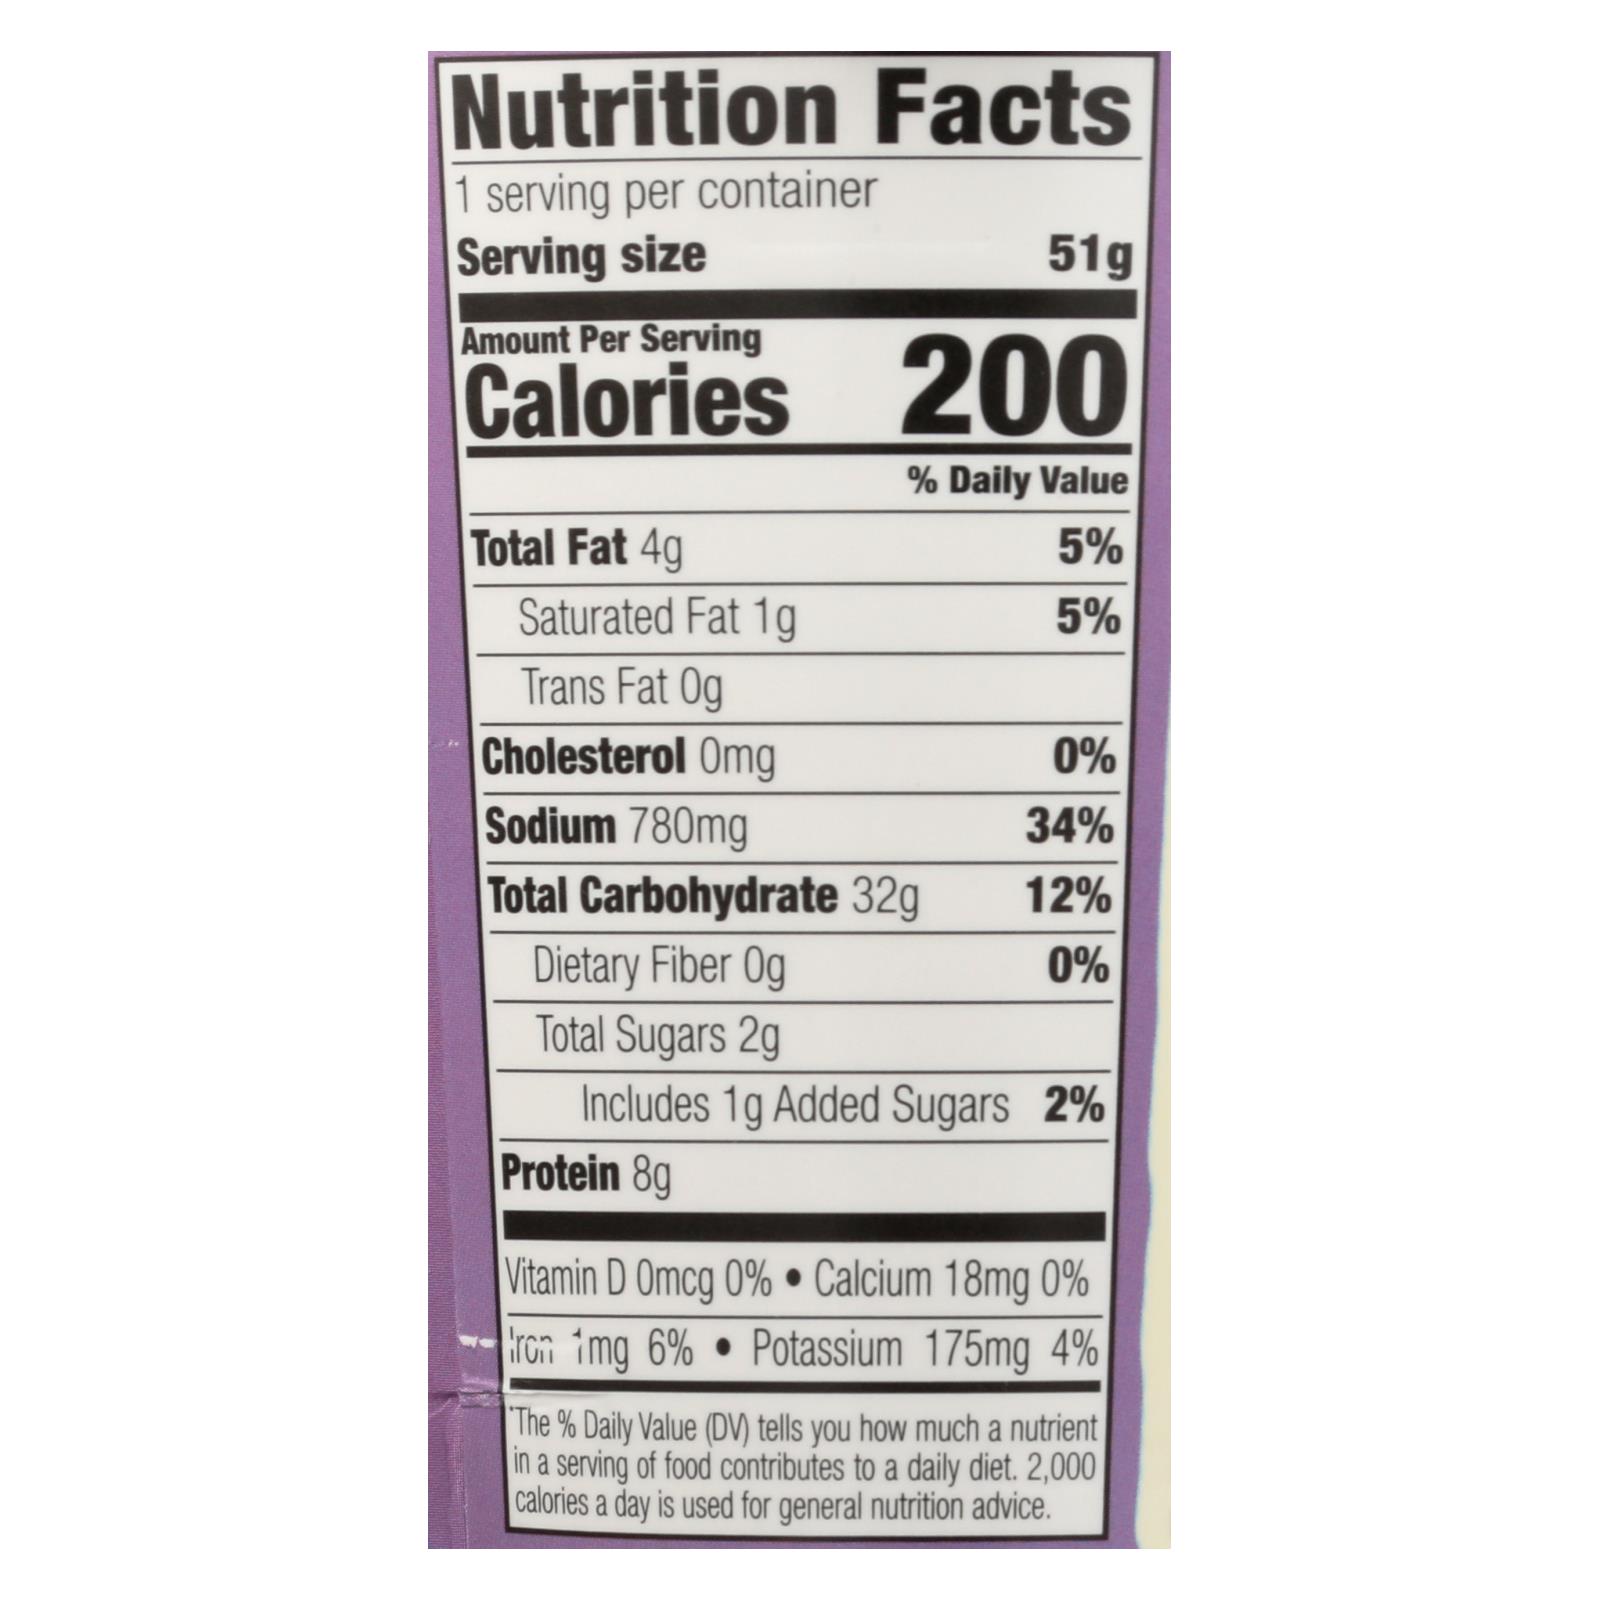 Nutrition Facts
1 serving per container
Serving size 51g
Amount Per Serving
Calories 200
% Daily Value
Total Fat 4g 5%
Saturated Fat 1g 5%
Trans Fat 0g
Cholesterol 0mg 0%
Sodium 780mg 34%
Total Carbohydrate 32g 12%
Dietary Fiber 0g 0%
Total Sugars 2g
Includes 1g Added Sugars 2%
Protein 8g
Vitamin D 0mcg 0% • Calcium 18mg 0%
Iron 1mg 6% • Potassium 175mg 4%
*The % Daily Value (DV) tells you how much a nutrient
in a serving of food contributes to a daily diet. 2,000
calories a day is used for general nutrition advice.